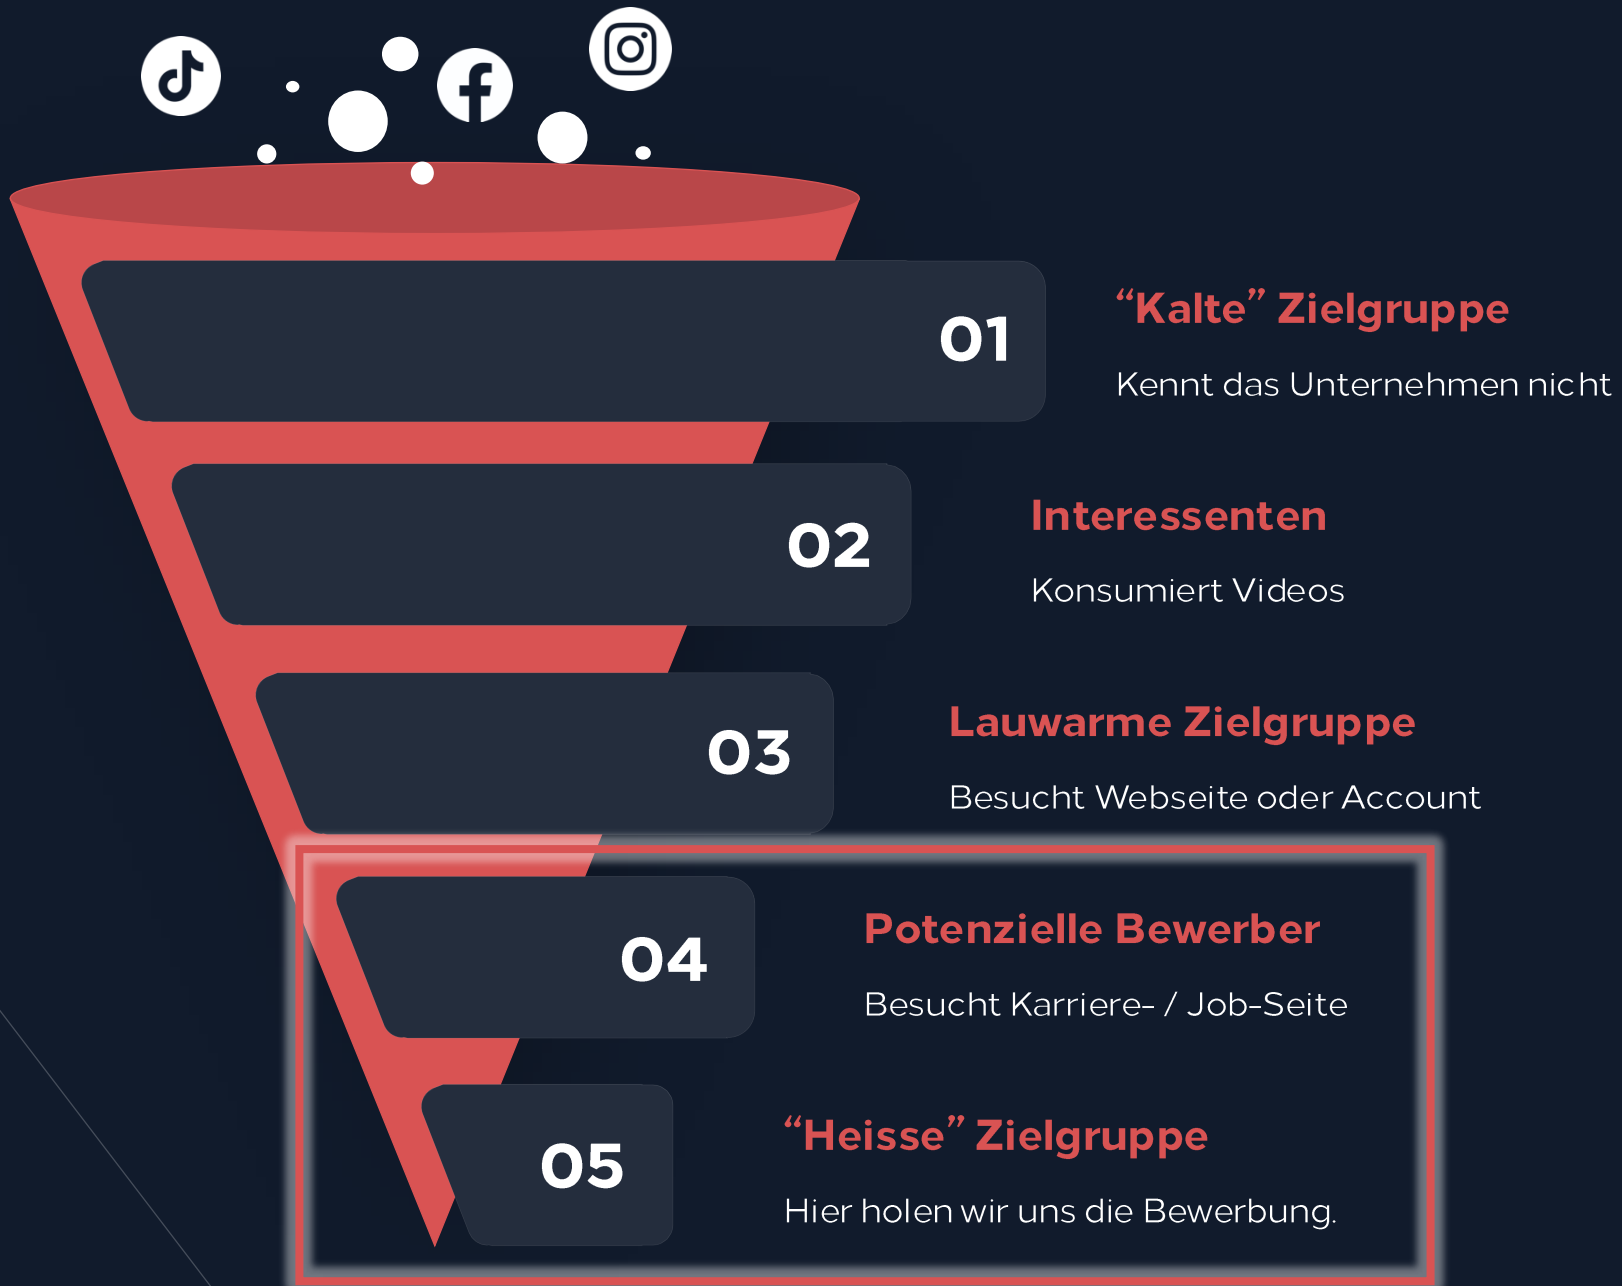 01
“Kalte” Zielgruppe
Kennt das Unternehmen nicht
02
Interessenten
Konsumiert Videos
03
Lauwarme Zielgruppe
Besucht Webseite oder Account
04
Potenzielle Bewerber
Besucht Karriere- / Job-Seite
05
“Heisse” Zielgruppe
Hier holen wir uns die Bewerbung.